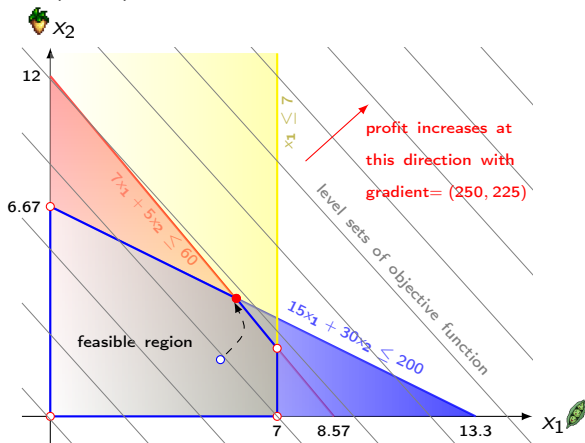 x₂
12
x₁ ≤ 7
profit increases at
this direction with
gradient= (250, 225)
7x₁ + 5x₂ ≤ 60
level sets of objective function
6.67
15x₁ + 30x₂ ≤ 200
feasible region
x₁
7
8.57
13.3